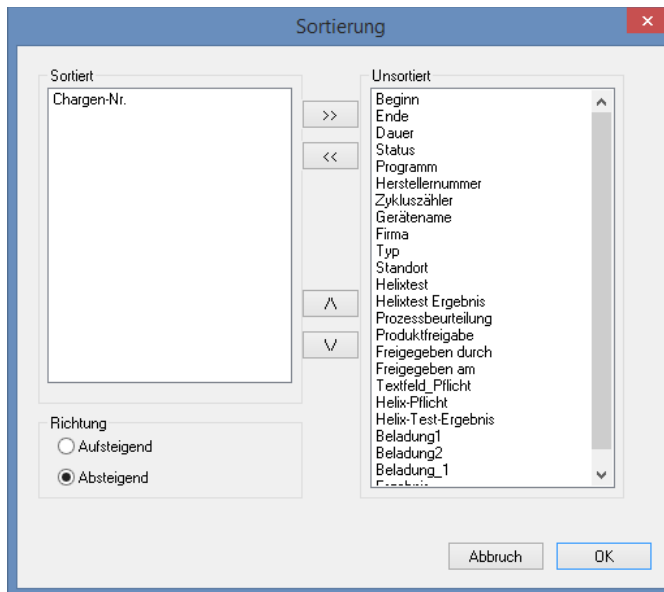 Sortierung
Sortiert
Chargen-Nr.
>>
<<
/\
\/
Richtung
Aufsteigend
Absteigend
Unsortiert
Beginn
Ende
Dauer
Status
Programm
Herstellernummer
Zykluszähler
Gerätename
Firma
Typ
Standort
Helixtest
Helixtest Ergebnis
Prozessbeurteilung
Produktfreigabe
Freigegeben durch
Freigegeben am
Textfeld_Pflicht
Helix-Pflicht
Helix-Test-Ergebnis
Beladung1
Beladung2
Beladung_1
Abbruch
OK